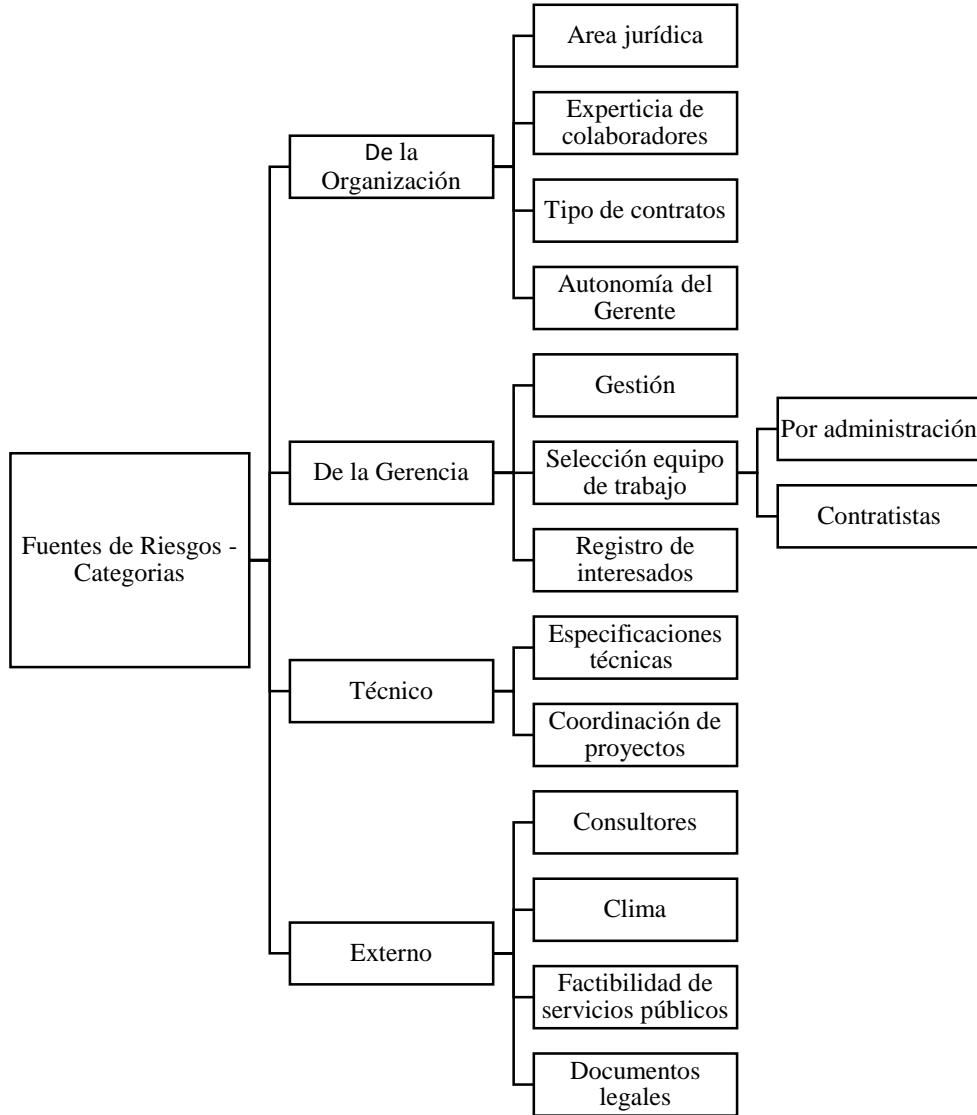 Fuentes de Riesgos -
Categorias
De la
Organización
Area jurídica
Experticia de
colaboradores
Tipo de contratos
Autonomía del
Gerente
De la Gerencia
Gestión
Selección equipo
de trabajo
Por administración
Contratistas
Registro de
interesados
Técnico
Especificaciones
técnicas
Coordinación de
proyectos
Externo
Consultores
Clima
Factibilidad de
servicios públicos
Documentos
legales